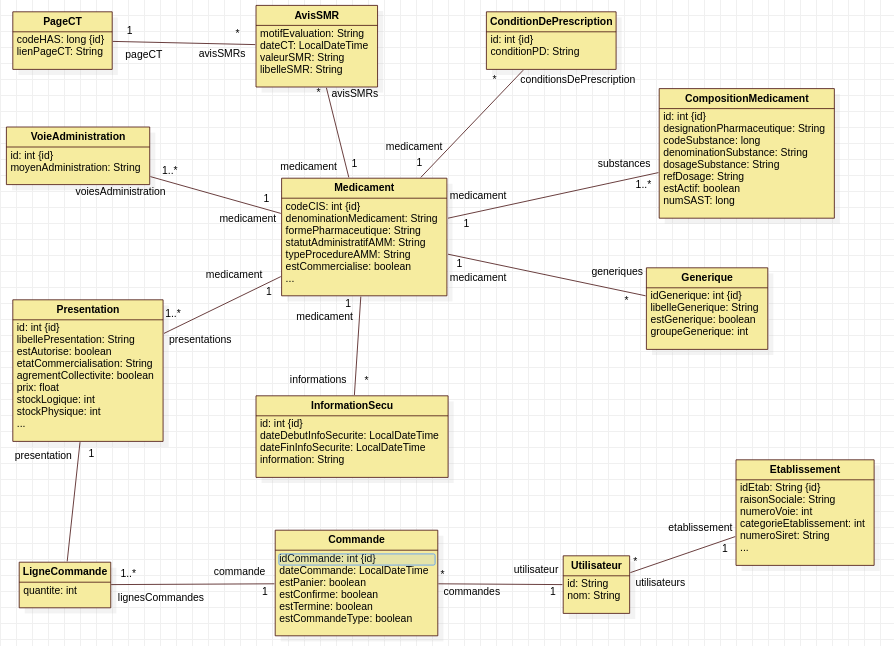 PageCT
codeHAS: long {id}
lienPageCT: String
1
pageCT
*
avisSMRs
AvisSMR
motifEvaluation: String
dateCT: LocalDateTime
valeurSMR: String
libelleSMR: String
* avisSMRs
medicament 1
ConditionDePrescription
id: int {id}
conditionPD: String
* conditionsDePrescription
medicament
1
CompositionMedicament
id: int {id}
designationPharmaceutique: String
codeSubstance: long
denominationSubstance: String
dosageSubstance: String
refDosage: String
estActif: boolean
numSAST: long
substances
1..*
medicament
1
VoieAdministration
id: int {id}
moyenAdministration: String
1..*
voiesAdministration
1
medicament
Medicament
codeCIS: int {id}
denominationMedicament: String
formePharmaceutique: String
statutAdministratifAMM: String
typeProcedureAMM: String
estCommercialise: boolean
...
1
medicament
generiques
*
Generique
idGenerique: int {id}
libelleGenerique: String
estGenerique: boolean
groupeGenerique: int
medicament
1
1..*
presentations
Presentation
id: int {id}
libellePresentation: String
estAutorise: boolean
etatCommercialisation: String
agrementCollectivite: boolean
prix: float
stockLogique: int
stockPhysique: int
...
1
medicament
informations *
InformationSecu
id: int {id}
dateDebutInfoSecurite: LocalDateTime
dateFinInfoSecurite: LocalDateTime
information: String
presentation 1
Etablissement
idEtab: String {id}
raisonSociale: String
numeroVoie: int
categorieEtablissement: int
numeroSiret: String
...
etablissement
1
*
utilisateurs
LigneCommande
quantite: int
1..*
lignesCommandes
commande
1
Commande
idCommande: int {id}
dateCommande: LocalDateTime
estPanier: boolean
estConfirme: boolean
estTermine: boolean
estCommandeType: boolean
*
commandes
utilisateur
1
Utilisateur
id: String
nom: String